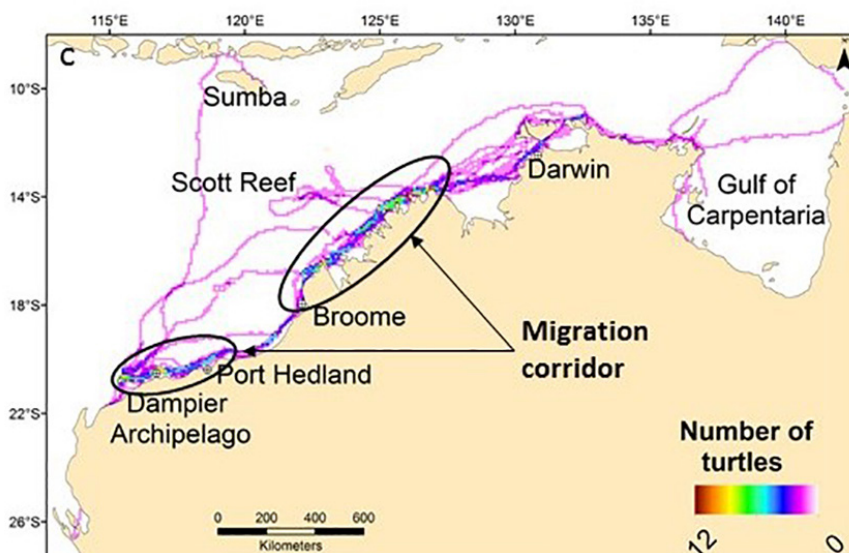 115°E 120°E 125°E 130°E 135°E 140°E
C
Sumba
10°S
Scott Reef
Darwin
14°S
Gulf of
Carpentaria
18°S
Broome
Migration
corridor
Port Hedland
Dampier
Archipelago
22°S
Number of
turtles
26°S
0 200 400 600
Kilometers
12 0